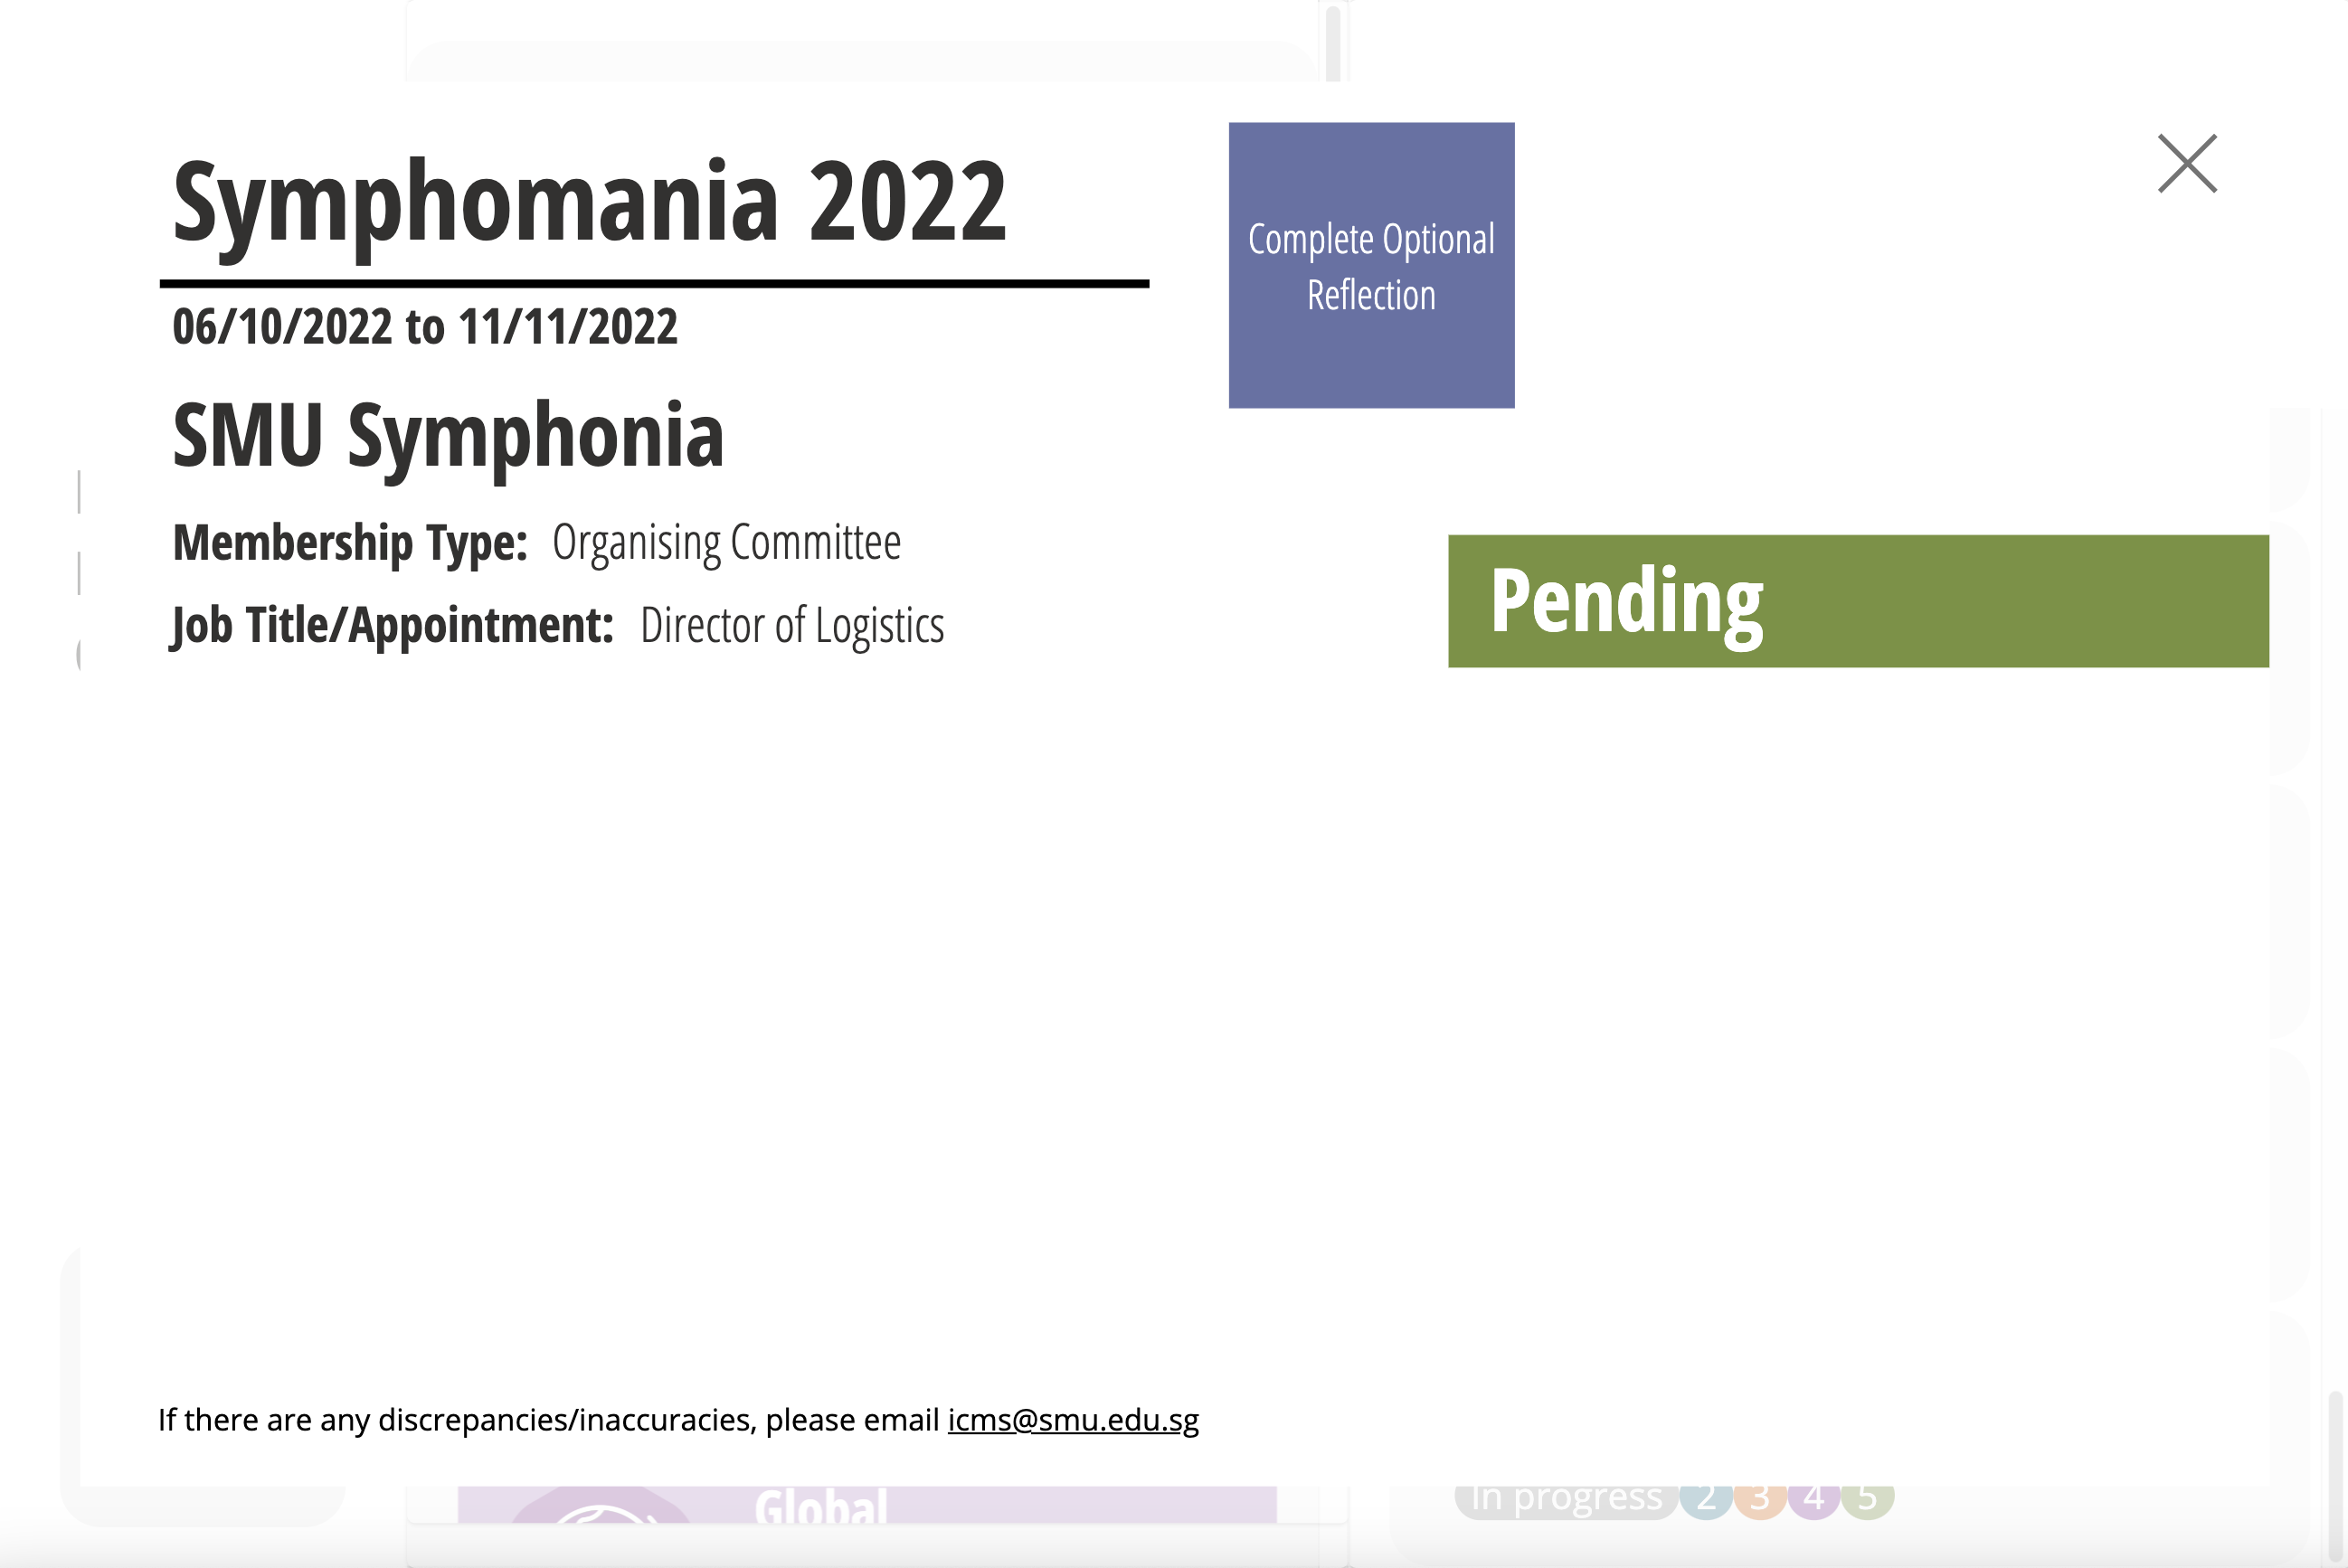 Symphomania 2022
06/10/2022 to 11/11/2022
SMU Symphonia
Membership Type: Organising Committee
Job Title/Appointment: Director of Logistics
Complete Optional
Reflection
Pending
If there are any discrepancies/inaccuracies, please email icms@smu.edu.sg
Global
In progress 2 3 4 5